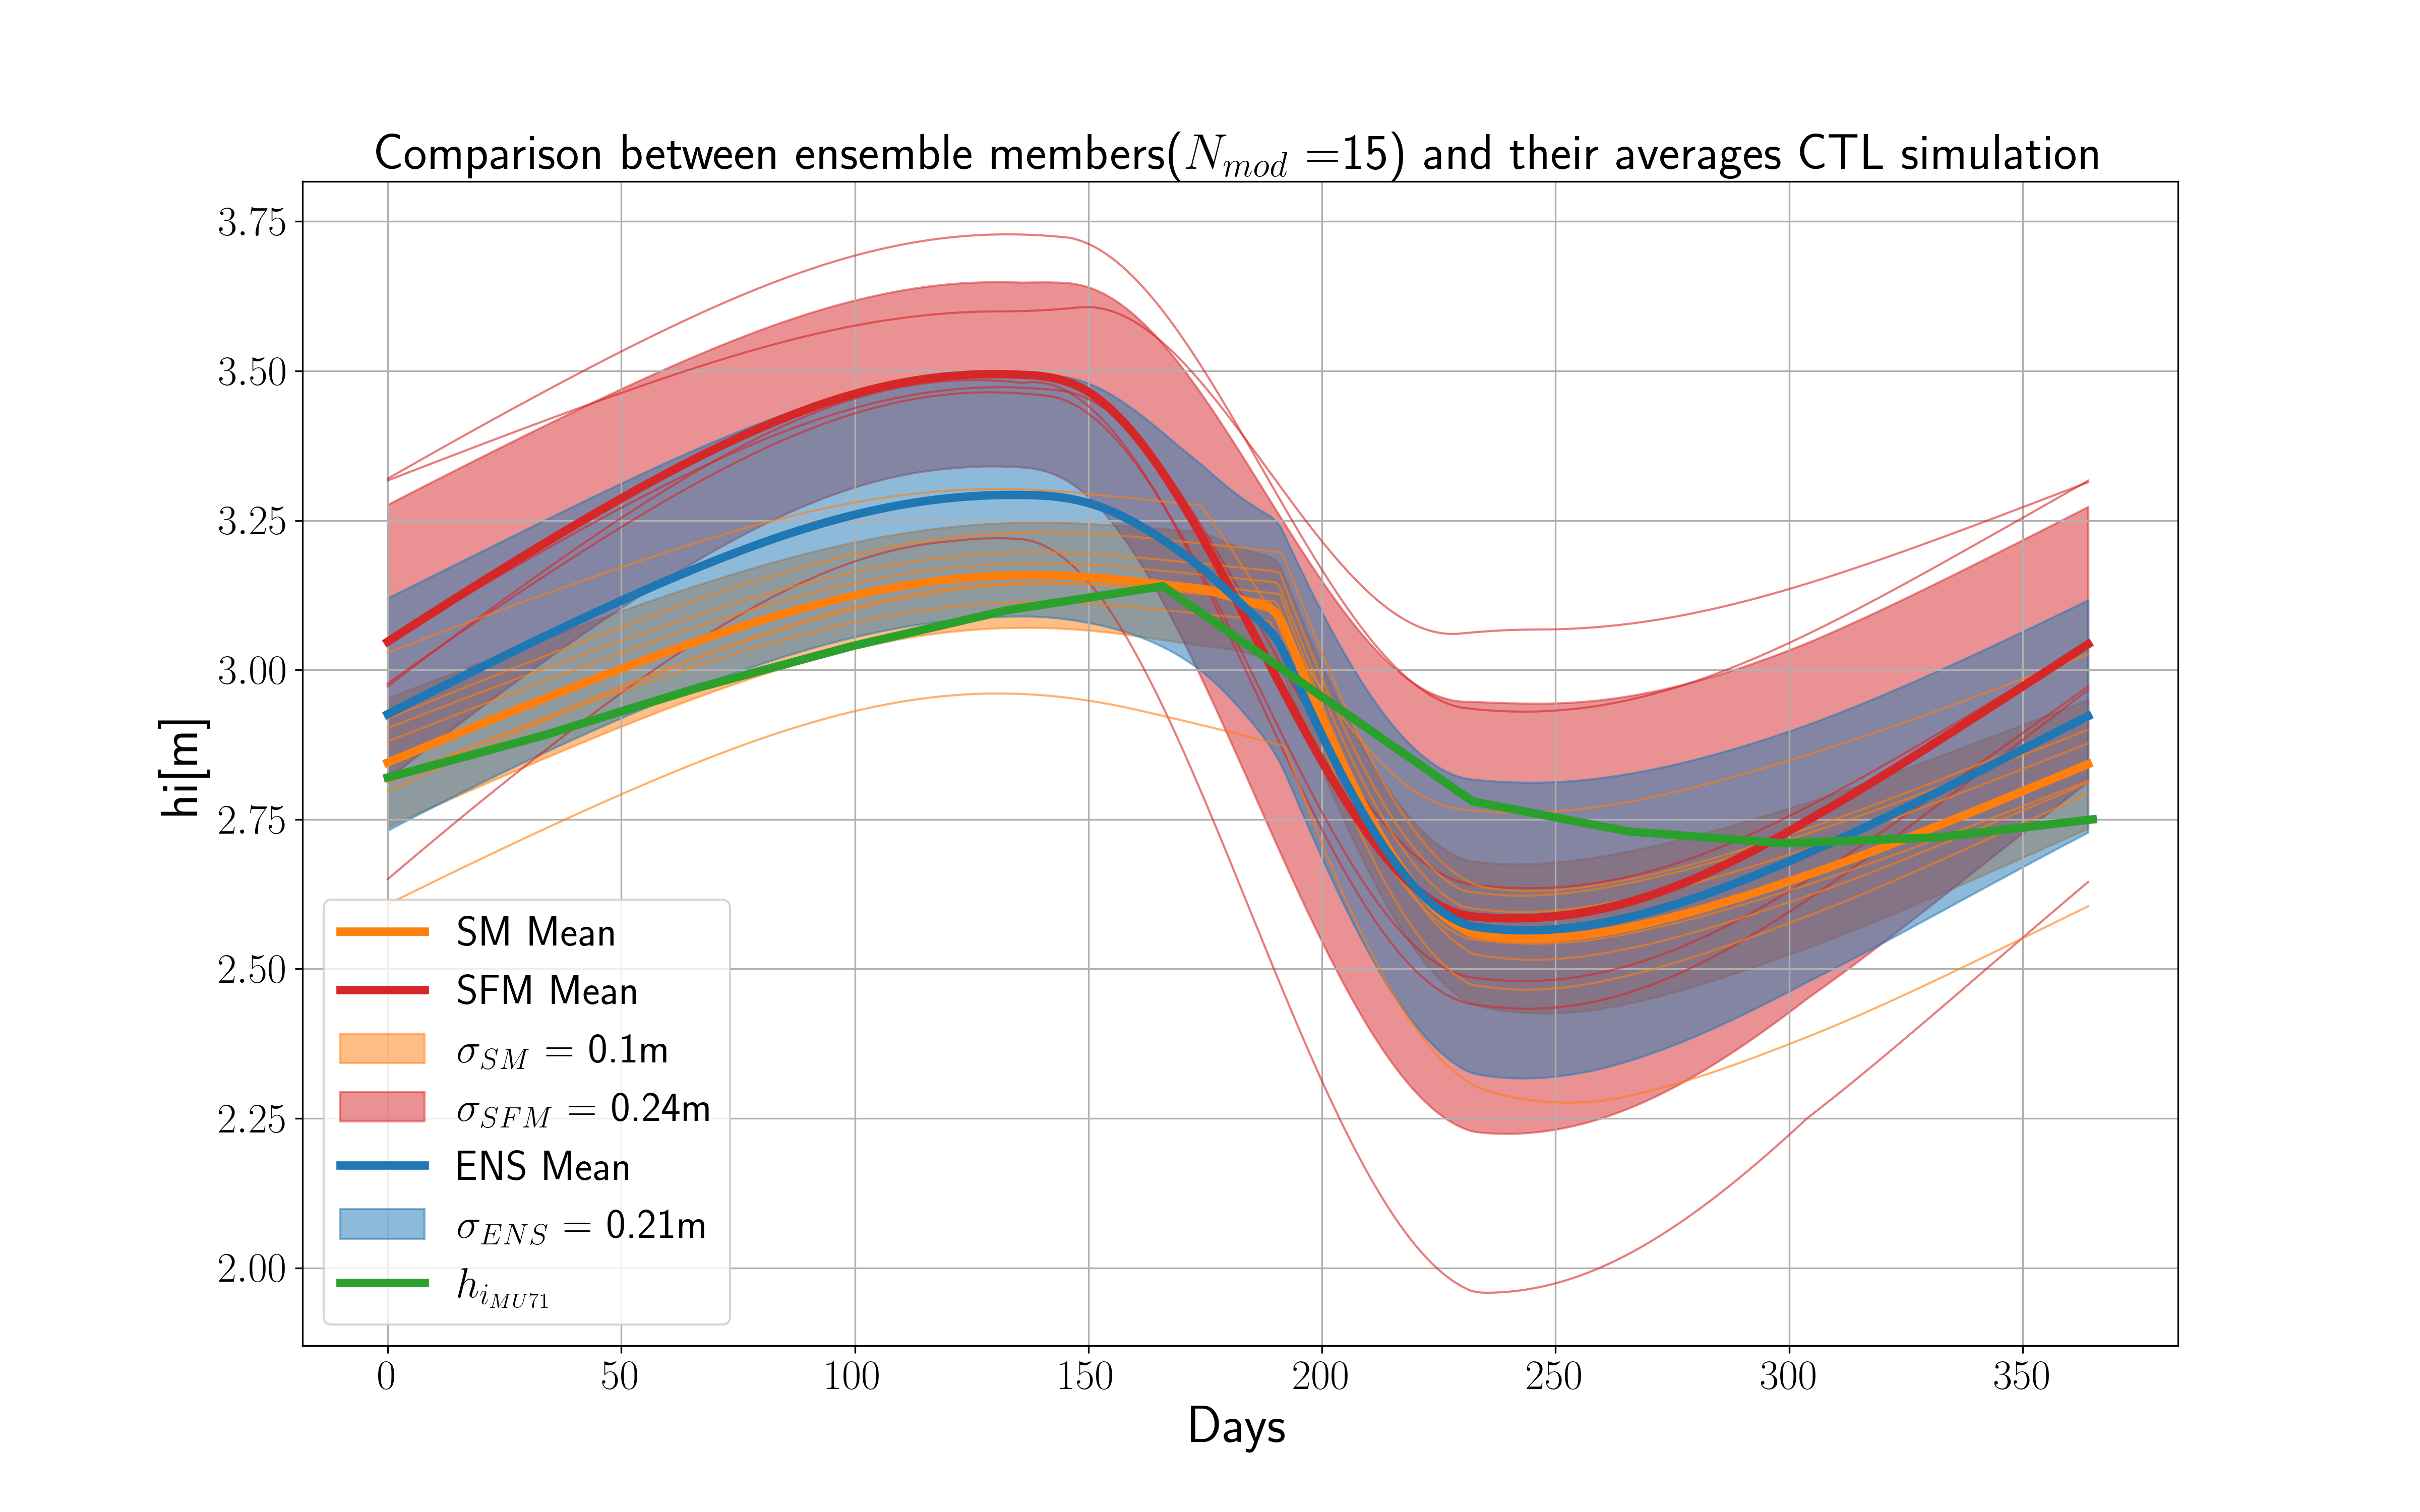 Comparison between ensemble members(N_mod =15) and their averages CTL simulation
hi[m]
3.75
3.50
3.25
3.00
2.75
2.50
2.25
2.00
SM Mean
SFM Mean
σ_SM = 0.1m
σ_SFM = 0.24m
ENS Mean
σ_ENS = 0.21m
h_i_MU71
0 50 100 150 200 250 300 350
Days